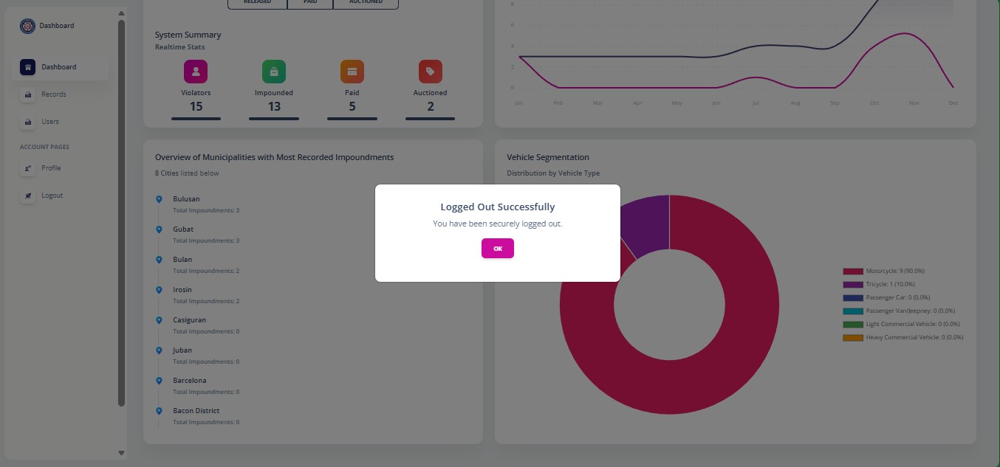 Dashboard
Dashboard
Records
Users
ACCOUNT PAGES
Profile
Logout
RELEASED PAID AUCTIONED
System Summary
Realtime Stats
Violators Impounded Paid Auctioned
15 13 5 2
8
6
4
2
0
Jan Feb Mar Apr May Jun Jul Aug Sep Oct Nov Dec
Overview of Municipalities with Most Recorded Impoundments
8 Cities listed below
Bulusan
Total Impoundments: 3
Gubat
Total Impoundments: 3
Bulan
Total Impoundments: 2
Irosin
Total Impoundments: 2
Casiguran
Total Impoundments: 0
Juban
Total Impoundments: 0
Barcelona
Total Impoundments: 0
Bacon District
Total Impoundments: 0
Logged Out Successfully
You have been securely logged out.
OK
Vehicle Segmentation
Distribution by Vehicle Type
Motorcycle: 9 (90.0%)
Tricycle: 1 (10.0%)
Passenger Car: 0 (0.0%)
Passenger Van/Jeepney: 0 (0.0%)
Light Commercial Vehicle: 0 (0.0%)
Heavy Commercial Vehicle: 0 (0.0%)